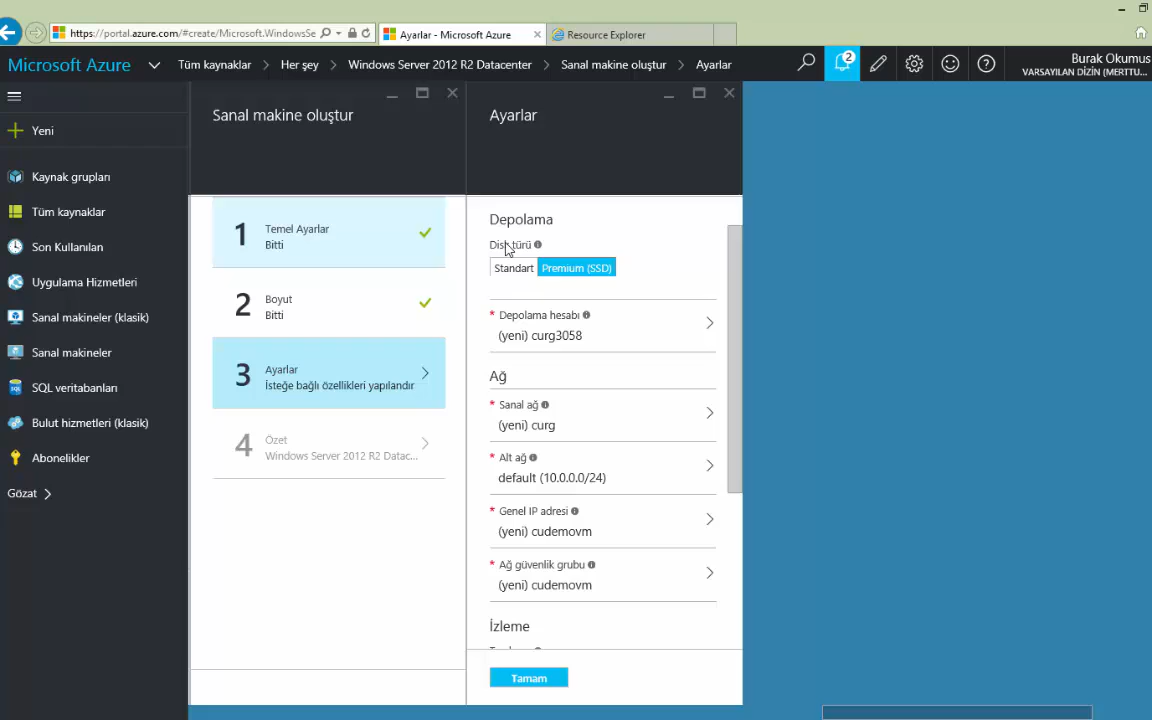 https://portal.azure.com/#create/Microsoft.WindowsSe
Ayarlar - Microsoft Azure
Resource Explorer
Microsoft Azure
Tüm kaynaklar
Her şey
Windows Server 2012 R2 Datacenter
Sanal makine oluştur
Ayarlar
2
Burak Okumus
VARSAYILAN DİZİN (MERTTU...
Yeni
Kaynak grupları
Tüm kaynaklar
Son Kullanılan
Uygulama Hizmetleri
Sanal makineler (klasik)
Sanal makineler
SQL veritabanları
Bulut hizmetleri (klasik)
Abonelikler
Gözat
Sanal makine oluştur
1
Temel Ayarlar
Bitti
2
Boyut
Bitti
3
Ayarlar
İsteğe bağlı özellikleri yapılandır
4
Özet
Windows Server 2012 R2 Datac...
Ayarlar
Depolama
Disk türü
Standart
Premium (SSD)
* Depolama hesabı
(yeni) curg3058
Ağ
* Sanal ağ
(yeni) curg
* Alt ağ
default (10.0.0.0/24)
* Genel IP adresi
(yeni) cudemovm
* Ağ güvenlik grubu
(yeni) cudemovm
İzleme
Tamam